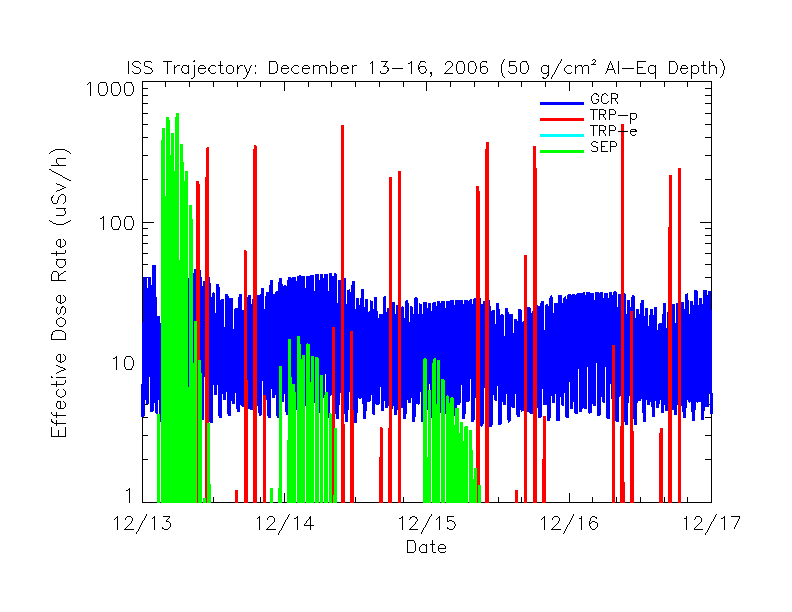 ISS Trajectory: December 13-16, 2006 (50 g/cm² Al-Eq Depth)
1000
GCR
TRP-p
TRP-e
SEP
100
Effective Dose Rate (uSv/h)
10
1
12/13 12/14 12/15 12/16 12/17
Date